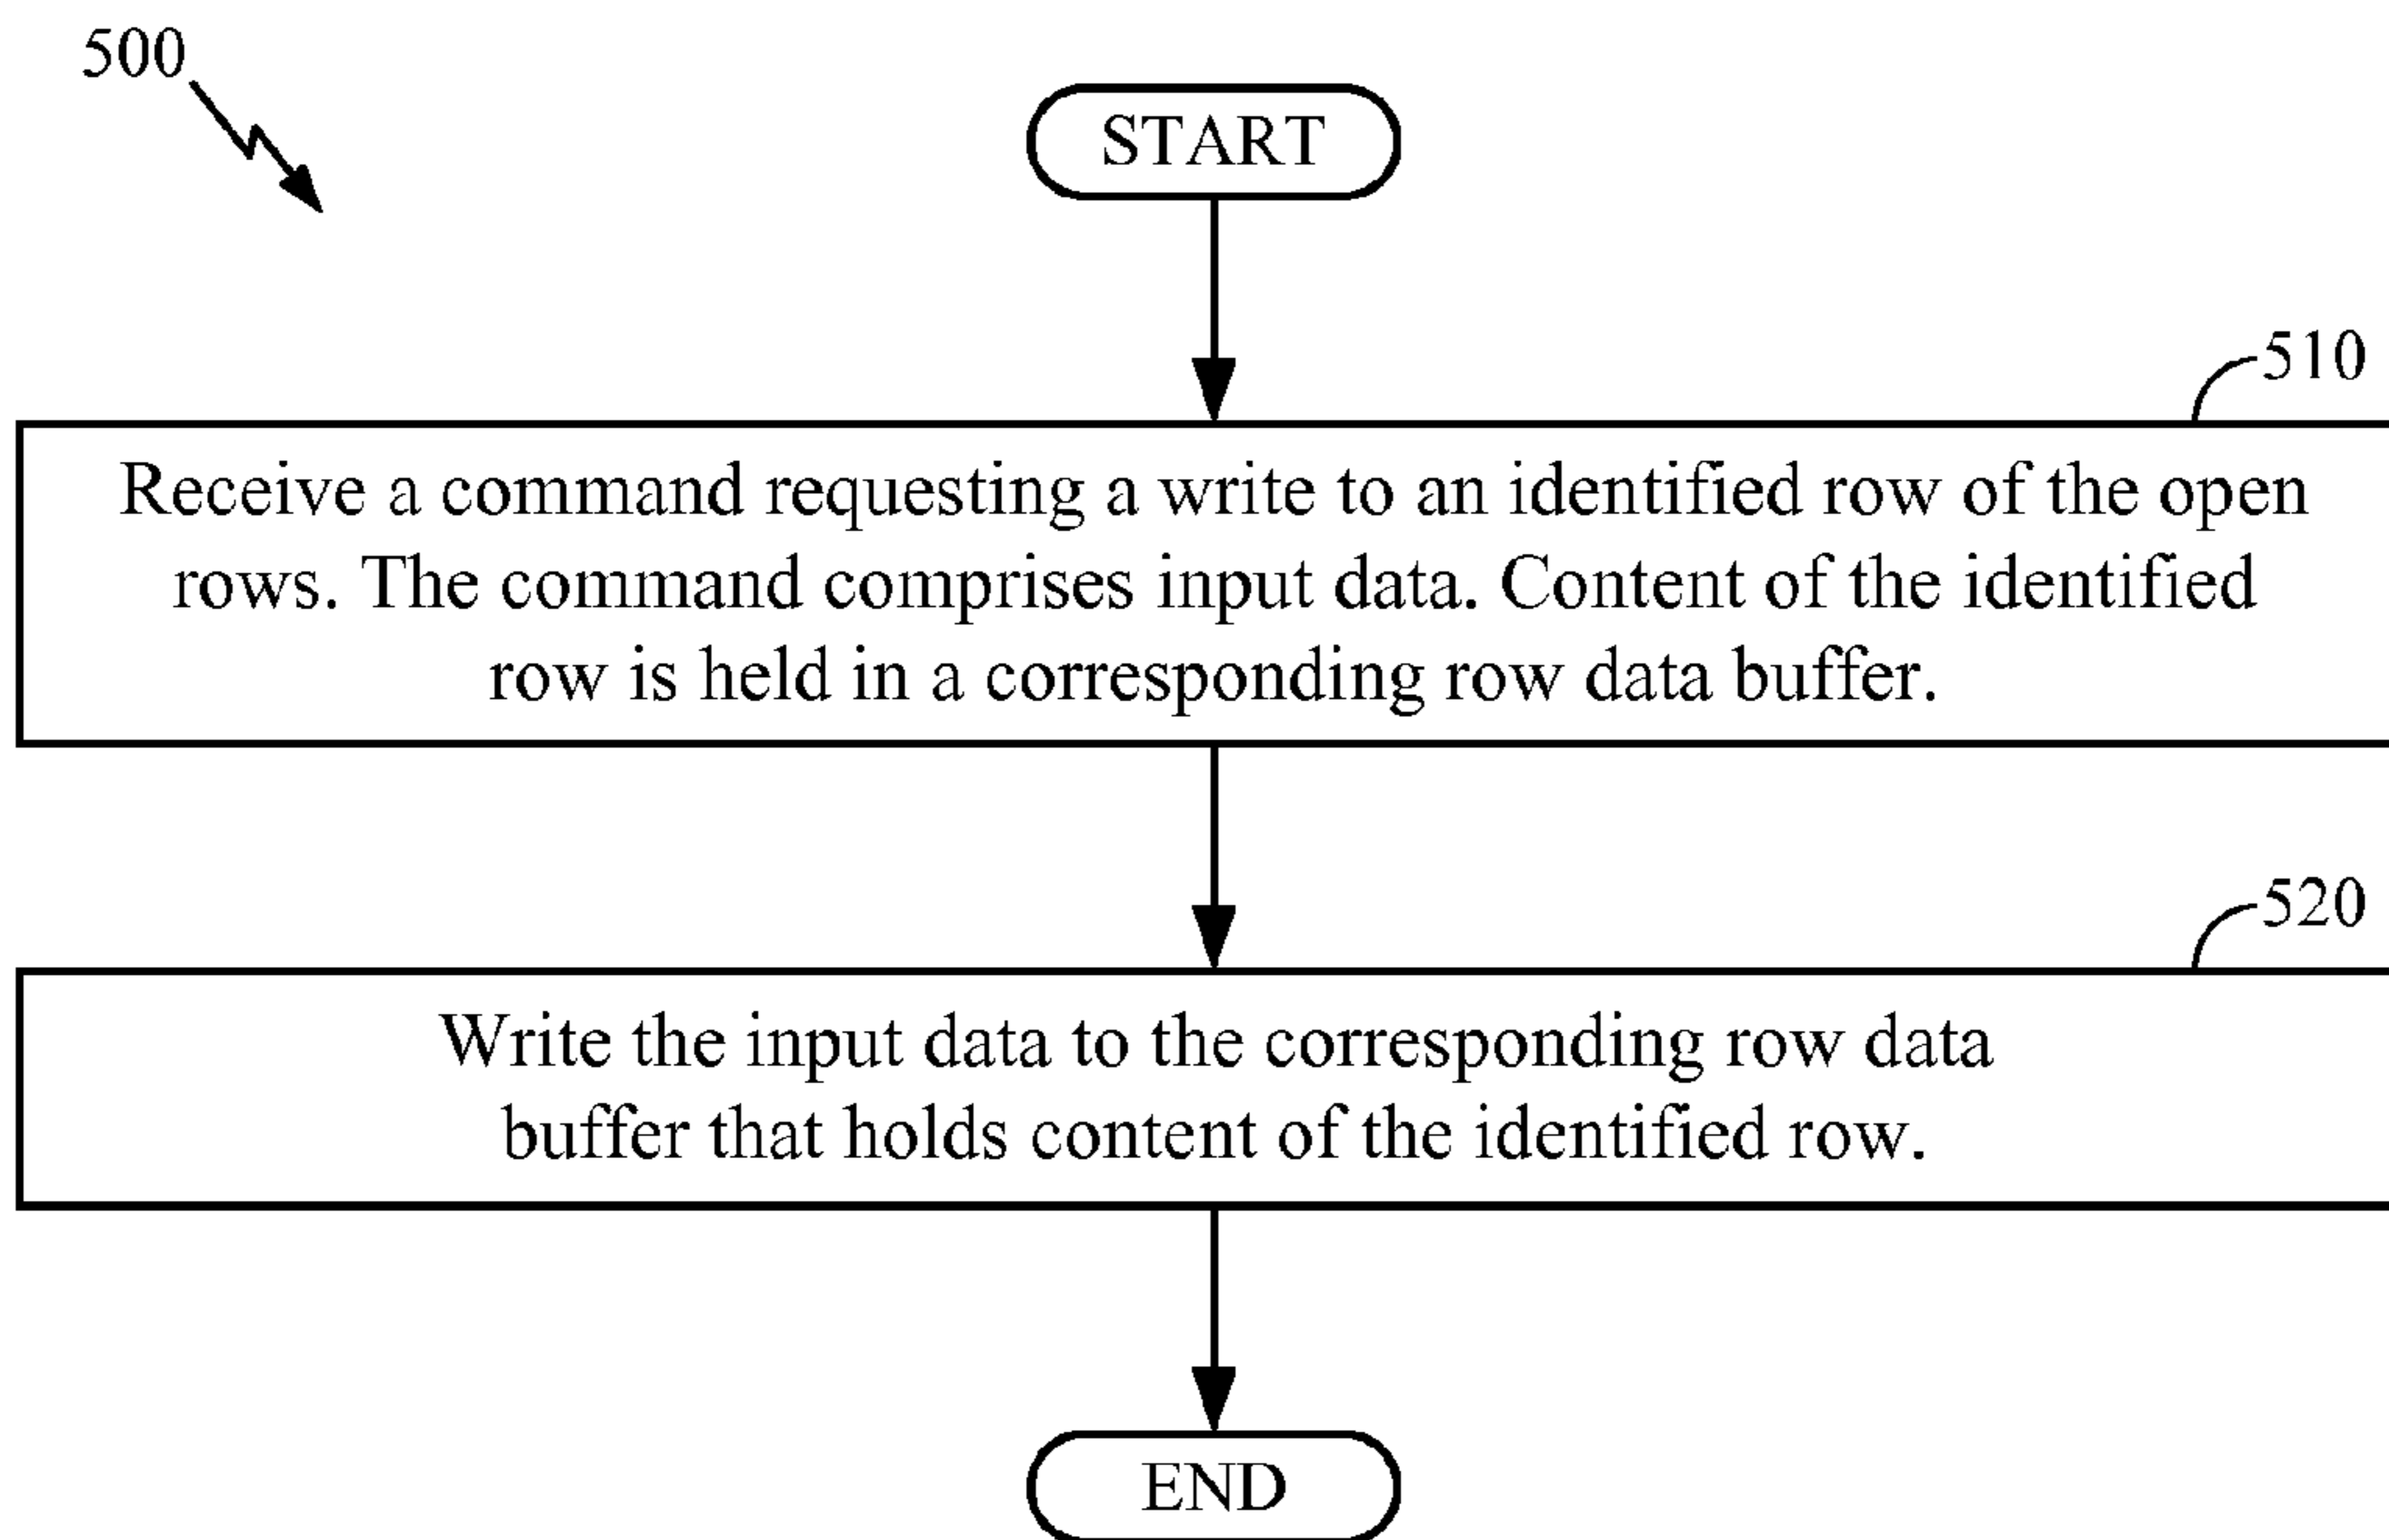 500
START
510
Receive a command requesting a write to an identified row of the open
rows. The command comprises input data. Content of the identified
row is held in a corresponding row data buffer.
520
Write the input data to the corresponding row data
buffer that holds content of the identified row.
END